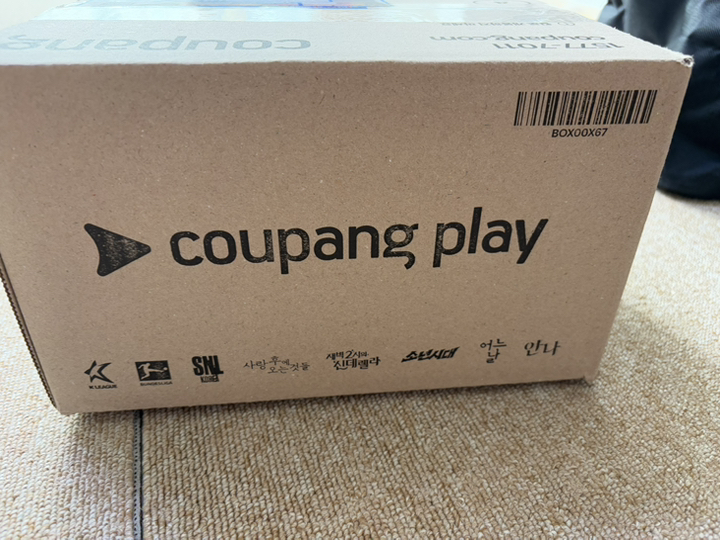 coupang
1577-7011
coupang.com
BOX00X67
coupang play
K LEAGUE
BUNDESLIGA
SNL
사랑 후에
오는 것들
새벽 2시의
신데렐라
소년시대
어느
날
안나